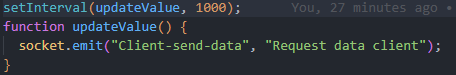 setInterval(updateValue, 1000);    You, 27 minutes ago •
function updateValue() {
  socket.emit("Client-send-data", "Request data client");
}